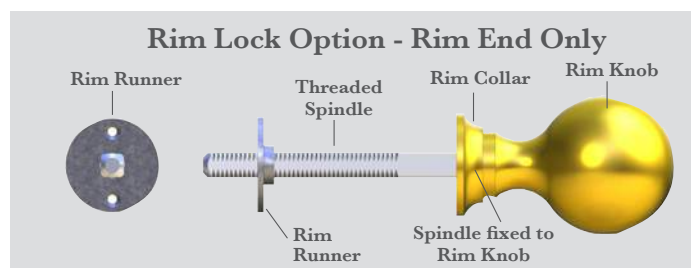 Rim Lock Option - Rim End Only
Rim Runner
Threaded
Spindle
Rim Collar
Rim Knob
Rim
Runner
Spindle fixed to
Rim Knob